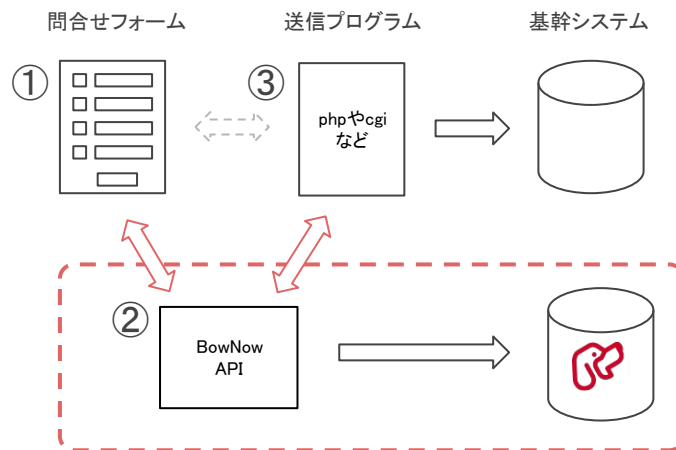 問合せフォーム
送信プログラム
基幹システム
①
③
phpやcgi
など
②
BowNow
API